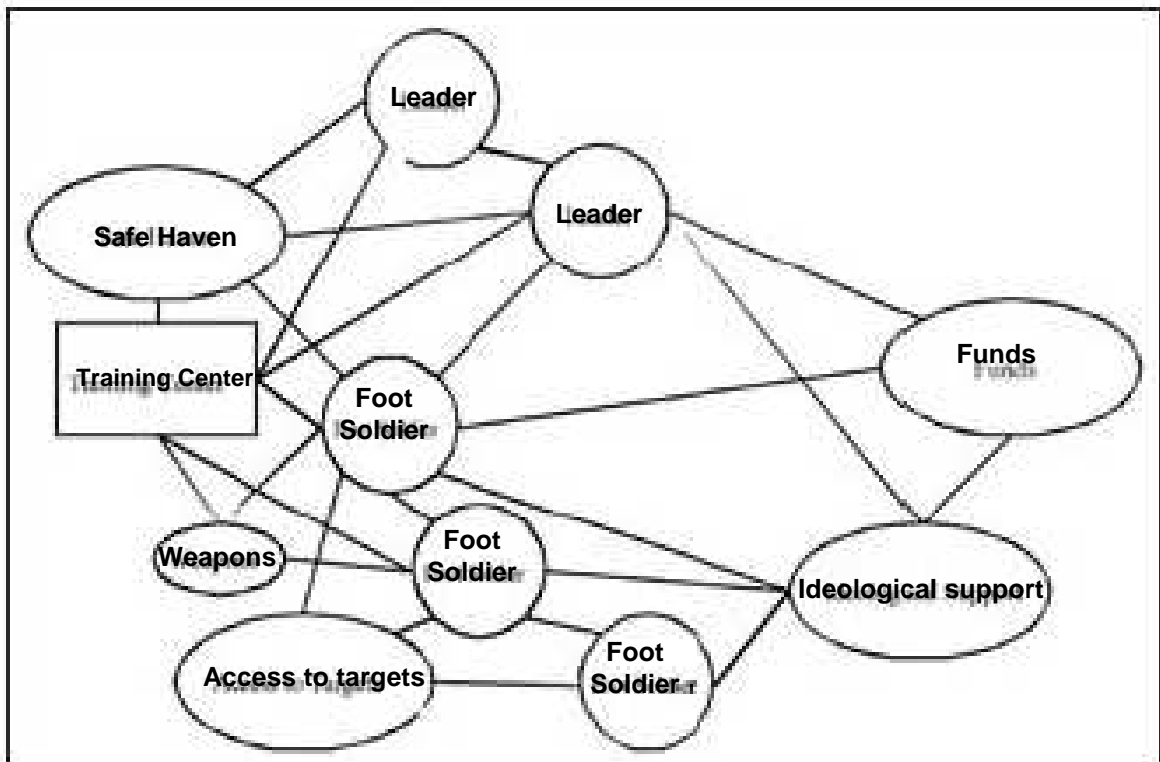 Leader
Leader
Safe Haven
Training Center
Funds
Foot
Soldier
Foot
Soldier
Weapons
Ideological support
Access to targets
Foot
Soldier